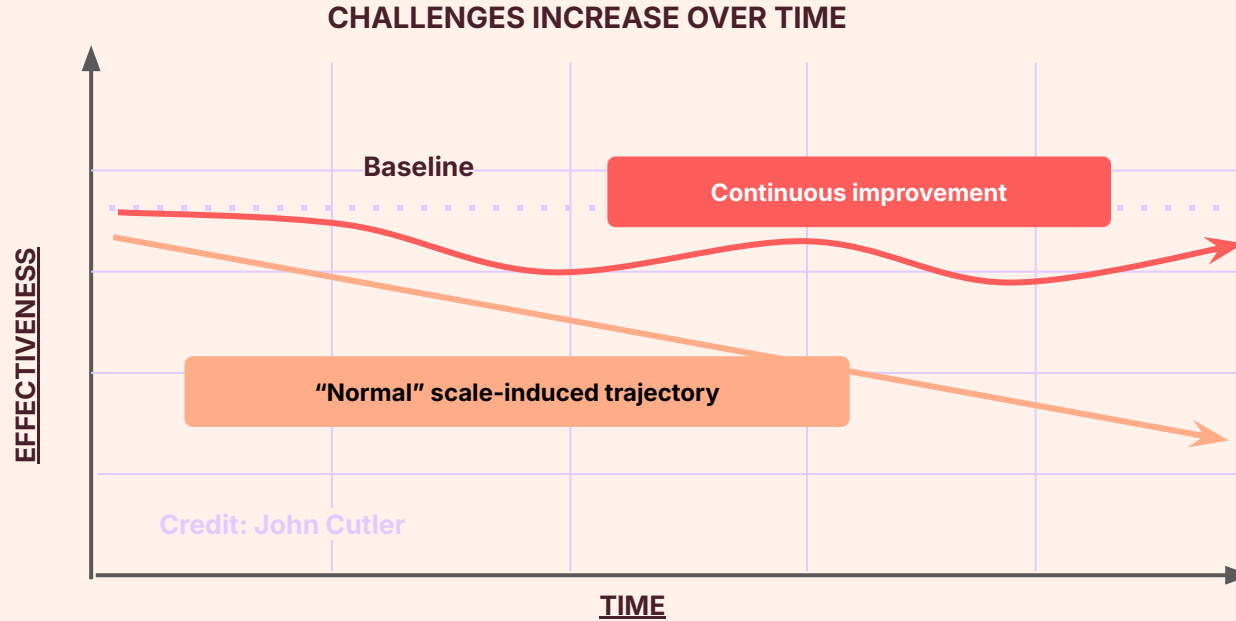 CHALLENGES INCREASE OVER TIME
Baseline
Continuous improvement
EFFECTIVENESS
“Normal” scale-induced trajectory
Credit: John Cutler
TIME